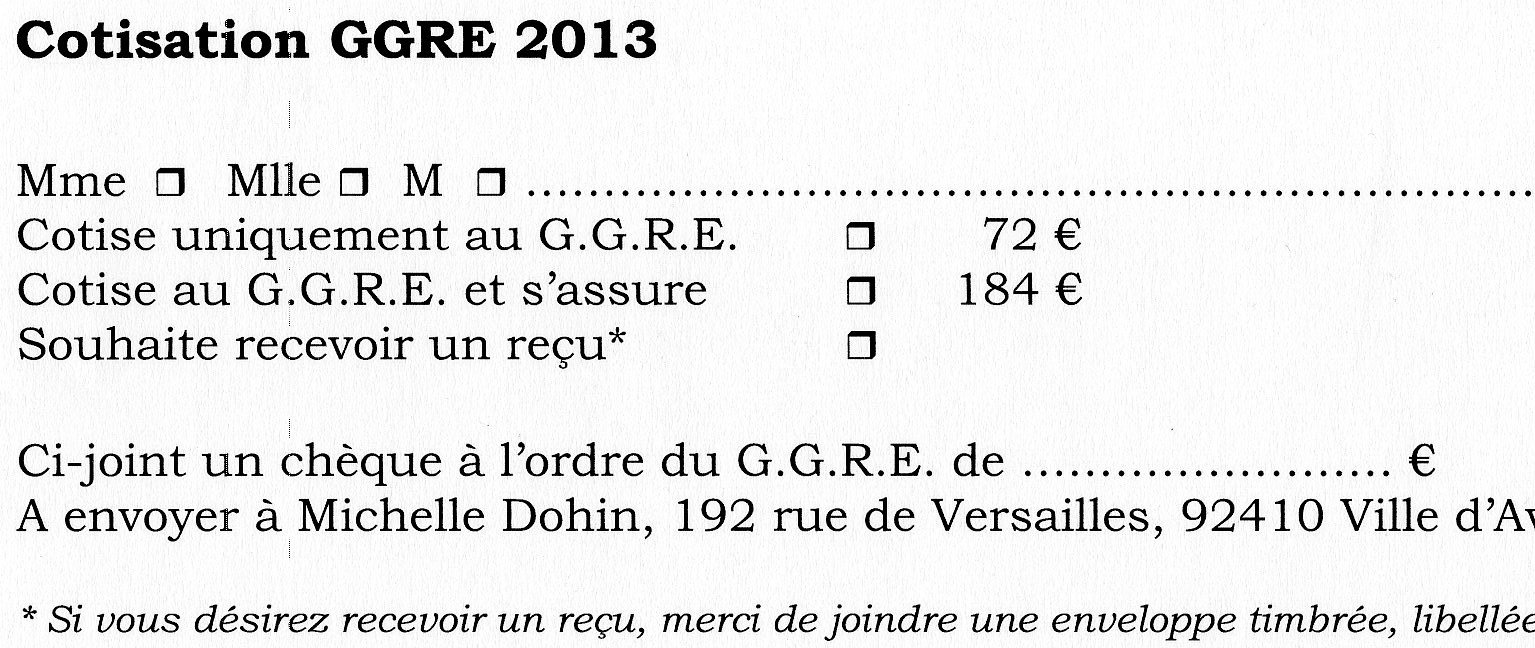 Cotisation GGRE 2013
Mme ❒ Mlle ❒ M ❒ ..............................................................
Cotise uniquement au G.G.R.E. ❒ 72 €
Cotise au G.G.R.E. et s’assure ❒ 184 €
Souhaite recevoir un reçu* ❒
Ci-joint un chèque à l’ordre du G.G.R.E. de ........................ €
A envoyer à Michelle Dohin, 192 rue de Versailles, 92410 Ville d’Av
* Si vous désirez recevoir un reçu, merci de joindre une enveloppe timbrée, libellée